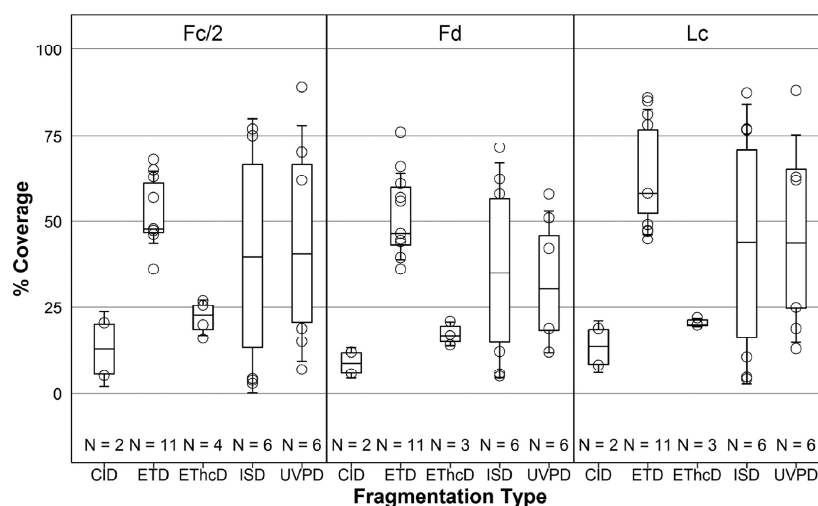 Fc/2 Fd Lc
100
75
50
25
0
% Coverage
N = 2 N = 11 N = 4 N = 6 N = 6 N = 2 N = 11 N = 3 N = 6 N = 6 N = 2 N = 11 N = 3 N = 6 N = 6
CID ETD EThcD ISD UVPD CID ETD EThcD ISD UVPD CID ETD EThcD ISD UVPD
Fragmentation Type